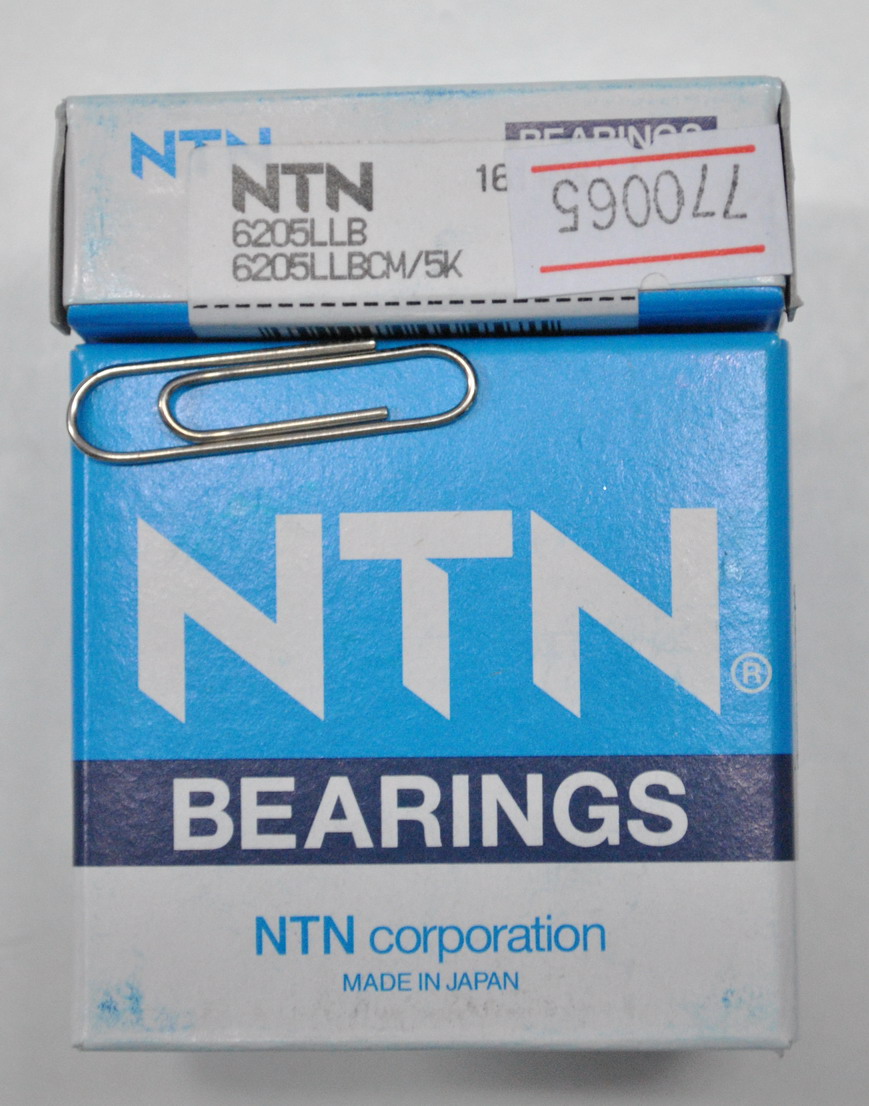 NTN BEARINGS
NTN 16
770065
6205LLB
6205LLBCM/5K
NTN ®
BEARINGS
NTN corporation
MADE IN JAPAN